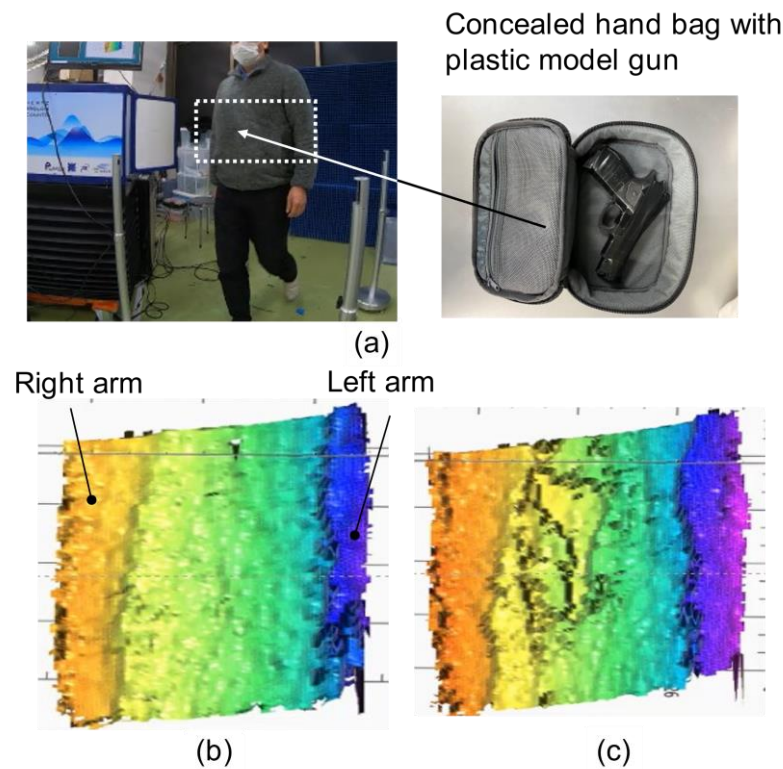 Concealed hand bag with
plastic model gun
(a)
Right arm
Left arm
(b)
(c)